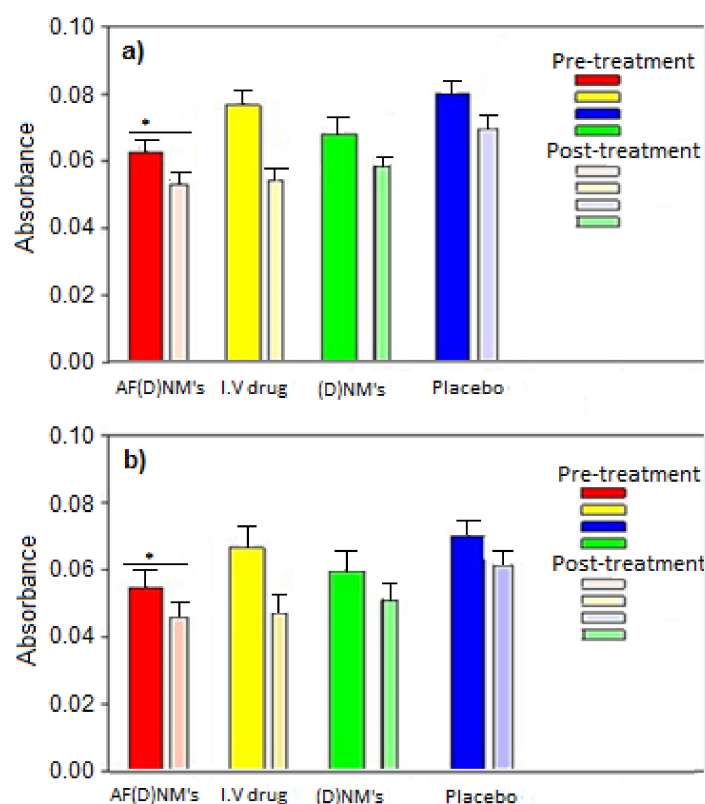 a)
Absorbance
0.10
0.08
0.06
0.04
0.02
0.00
*
Pre-treatment
Post-treatment
AF(D)NM's I.V drug (D)NM's Placebo
b)
Absorbance
0.10
0.08
0.06
0.04
0.02
0.00
*
Pre-treatment
Post-treatment
AF(D)NM's I.V drug (D)NM's Placebo